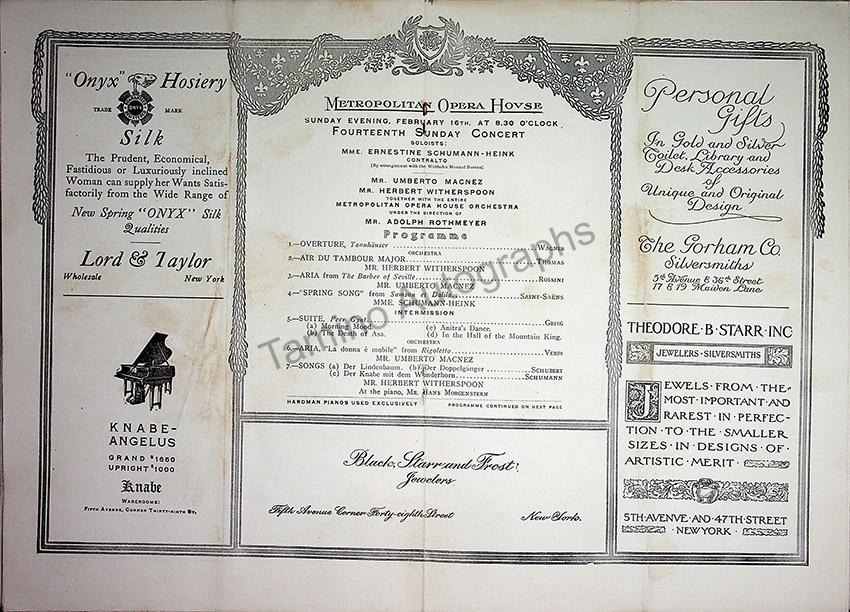 "Onyx" Hosiery
TRADE MARK
ONYX
Silk
The Prudent, Economical,
Fastidious or Luxuriously inclined
Woman can supply her Wants Satis-
factorily from the Wide Range of
New Spring "ONYX" Silk
Qualities
Lord & Taylor
Wholesale New York
KNABE-
ANGELUS
GRAND $1650
UPRIGHT $1000
Knabe
WAREROOMS:
FIFTH AVENUE, CORNER THIRTY-NINTH ST.
METROPOLITAN OPERA HOVSE
SUNDAY EVENING, FEBRUARY 16TH, AT 8.30 O'CLOCK
FOURTEENTH SUNDAY CONCERT
SOLOISTS:
MME. ERNESTINE SCHUMANN-HEINK
CONTRALTO
[By arrangement with the Wolfsohn Musical Bureau]
MR. UMBERTO MACNEZ
MR. HERBERT WITHERSPOON
TOGETHER WITH THE ENTIRE
METROPOLITAN OPERA HOUSE ORCHESTRA
UNDER THE DIRECTION OF
MR. ADOLPH ROTHMEYER
Programme
1.—OVERTURE, Tannhäuser WAGNER
ORCHESTRA
2.—AIR DU TAMBOUR MAJOR THOMAS
MR. HERBERT WITHERSPOON
3.—ARIA from The Barber of Seville ROSSINI
MR. UMBERTO MACNEZ
4.—"SPRING SONG" from Samson et Dalila SAINT-SAËNS
MME. SCHUMANN-HEINK
INTERMISSION
5.—SUITE, Peer Gynt GRIEG
(a) Morning Mood. (c) Anitra's Dance.
(b) The Death of Asa. (d) In the Hall of the Mountain King.
ORCHESTRA
6.—ARIA, "La donna è mobile" from Rigoletto VERDI
MR. UMBERTO MACNEZ
7.—SONGS (a) Der Lindenbaum. (b) Der Doppelgänger SCHUBERT
(c) Der Knabe mit dem Wunderhorn SCHUMANN
MR. HERBERT WITHERSPOON
At the piano, MR. HANS MORGENSTERN
HARDMAN PIANOS USED EXCLUSIVELY PROGRAMME CONTINUED ON NEXT PAGE
Black, Starr and Frost
Jewelers
Fifth Avenue Corner Forty-eighth Street New York.
Personal
Gifts
In Gold and Silver
Toilet, Library and
Desk Accessories
of
Unique and Original
Design
The Gorham Co.
Silversmiths
5th Avenue & 36th Street
17 & 19 Maiden Lane
THEODORE·B·STARR·INC
JEWELERS·SILVERSMITHS
JEWELS·FROM·THE·
MOST·IMPORTANT·AND
RAREST·IN·PERFEC-
TION·TO·THE·SMALLER
SIZES·IN·DESIGNS·OF·
ARTISTIC·MERIT·
5TH·AVENVE·AND·47TH·STREET
·NEW·YORK·
Tamino Autographs